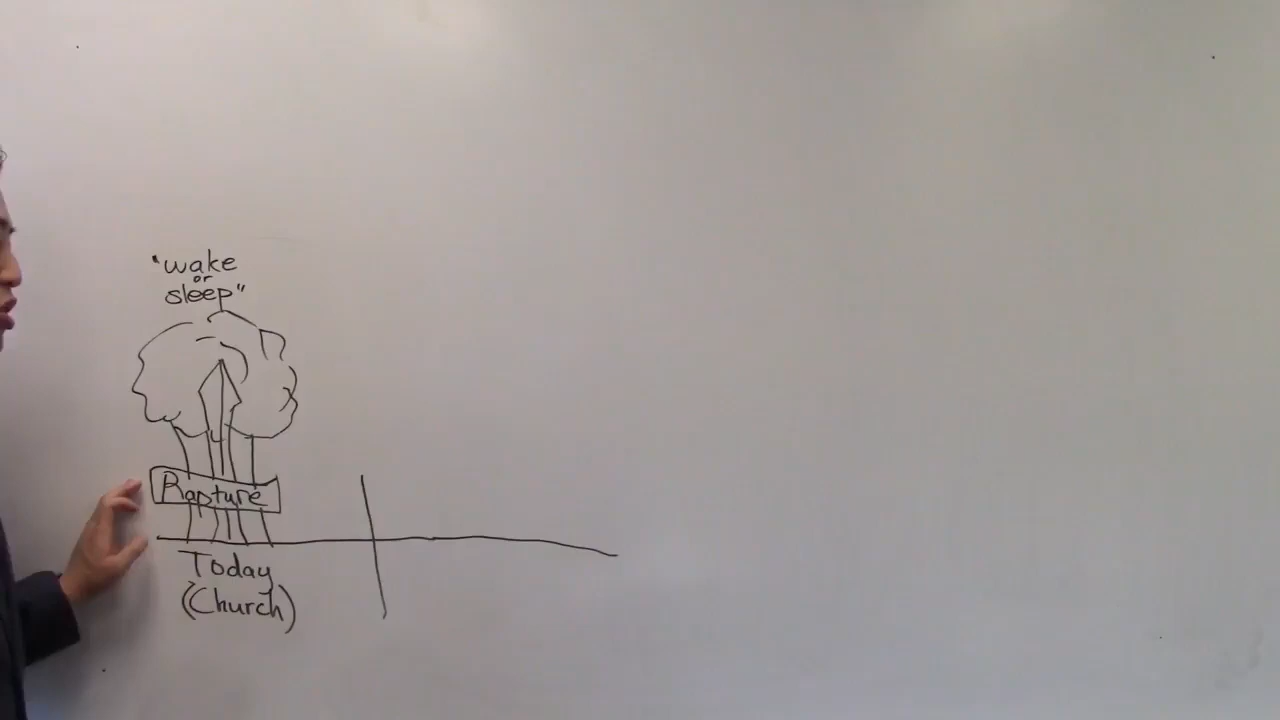 "wake
or
sleep"
Rapture
Today
(Church)